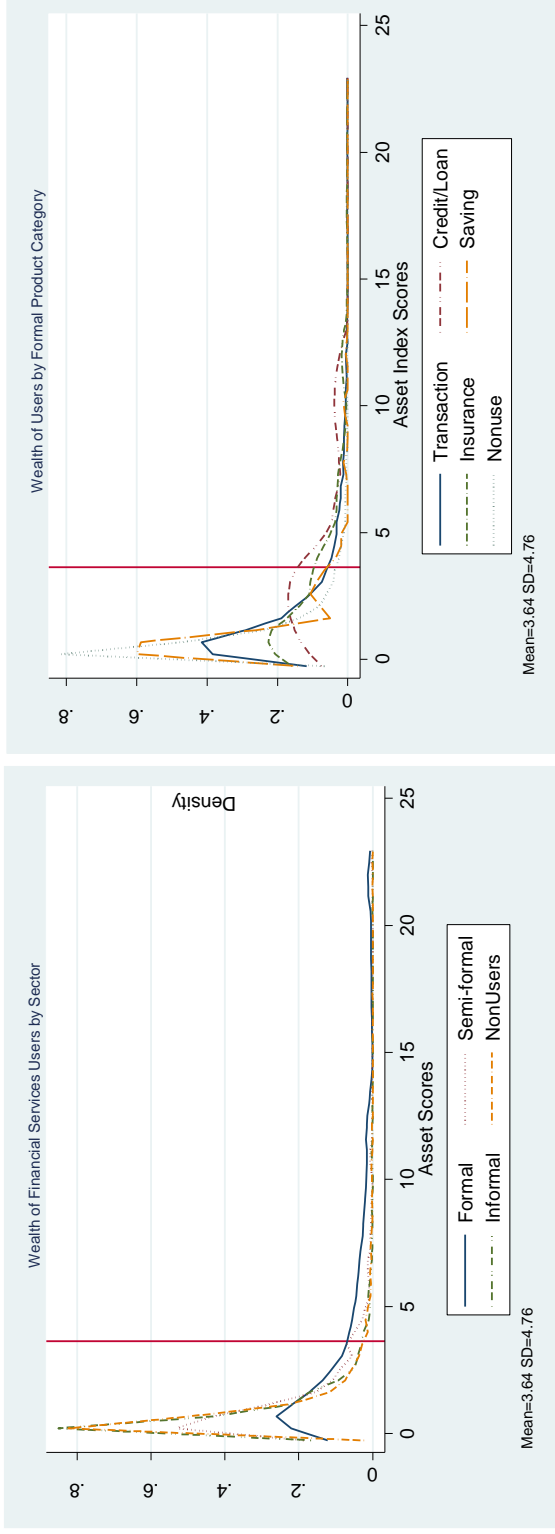 Wealth of Financial Services Users by Sector
0
.2
.4
.6
.8
0
5
10
15
20
25
Asset Scores
Formal
Semi-formal
Informal
NonUsers
Mean=3.64 SD=4.76
Wealth of Users by Formal Product Category
Density
0
.2
.4
.6
.8
0
5
10
15
20
25
Asset Index Scores
Transaction
Credit/Loan
Insurance
Saving
Nonuse
Mean=3.64 SD=4.76